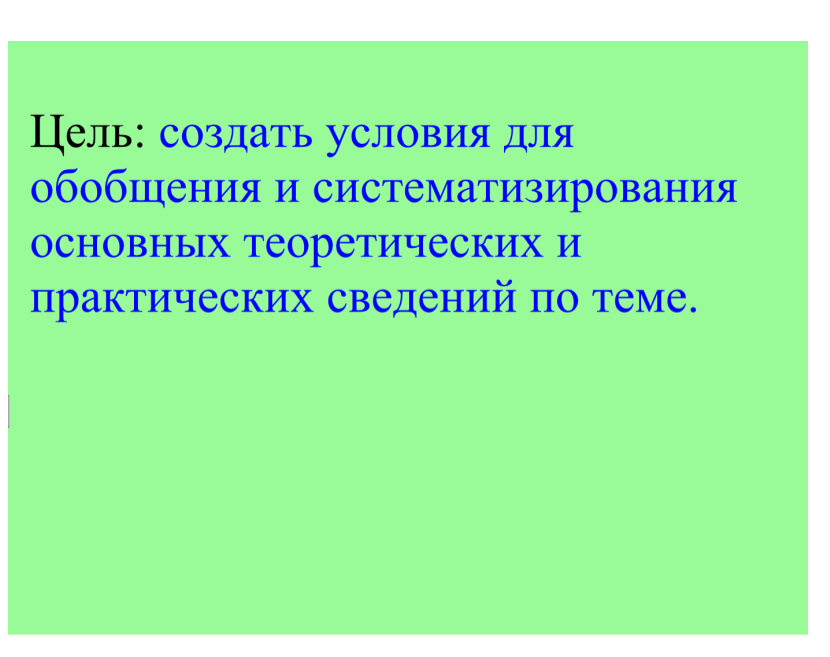 Цель: создать условия для
обобщения и систематизирования
основных теоретических и
практических сведений по теме.